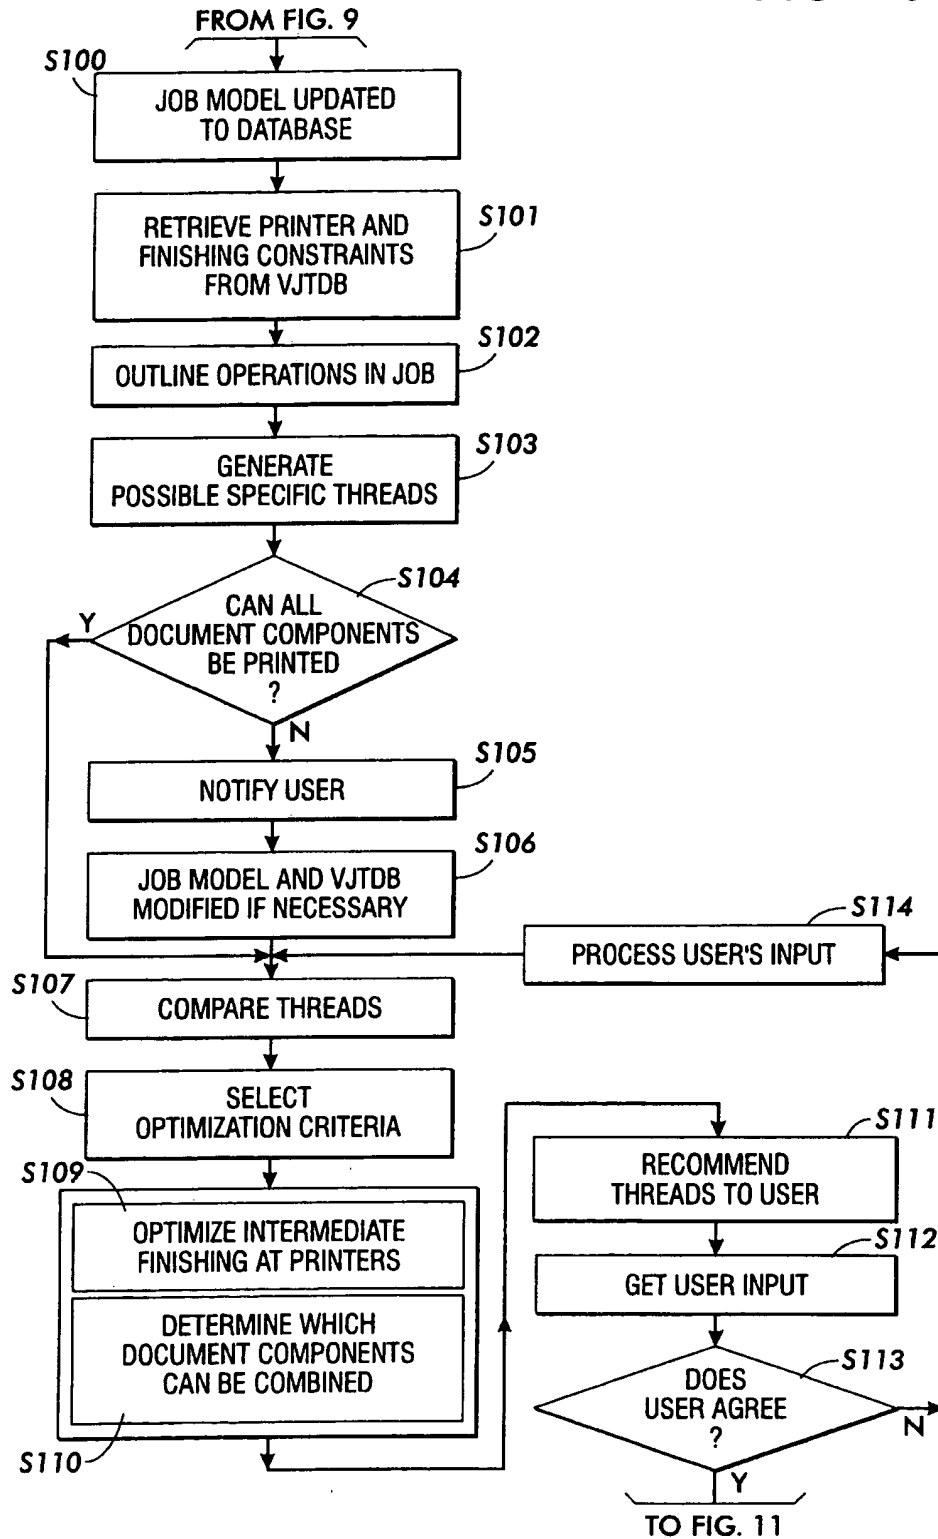 FROM FIG. 9
S100
JOB MODEL UPDATED
TO DATABASE
S101
RETRIEVE PRINTER AND
FINISHING CONSTRAINTS
FROM VJTDB
S102
OUTLINE OPERATIONS IN JOB
S103
GENERATE
POSSIBLE SPECIFIC THREADS
S104
CAN ALL
DOCUMENT COMPONENTS
BE PRINTED
?
Y
N
S105
NOTIFY USER
S106
JOB MODEL AND VJTDB
MODIFIED IF NECESSARY
S114
PROCESS USER'S INPUT
S107
COMPARE THREADS
S108
SELECT
OPTIMIZATION CRITERIA
S109
OPTIMIZE INTERMEDIATE
FINISHING AT PRINTERS
DETERMINE WHICH
DOCUMENT COMPONENTS
CAN BE COMBINED
S110
S111
RECOMMEND
THREADS TO USER
S112
GET USER INPUT
S113
DOES
USER AGREE
?
N
Y
TO FIG. 11